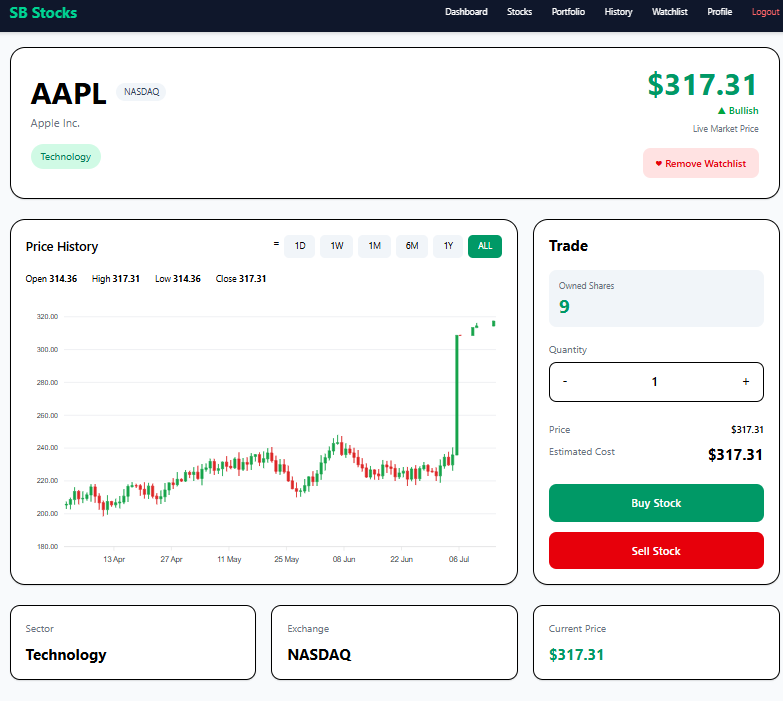 SB Stocks
Dashboard Stocks Portfolio History Watchlist Profile Logout
AAPL NASDAQ
Apple Inc.
Technology
$317.31
▲ Bullish
Live Market Price
♥ Remove Watchlist
Price History
= 1D 1W 1M 6M 1Y ALL
Open 314.36 High 317.31 Low 314.36 Close 317.31
320.00
300.00
280.00
260.00
240.00
220.00
200.00
180.00
13 Apr 27 Apr 11 May 25 May 08 Jun 22 Jun 06 Jul
Trade
Owned Shares
9
Quantity
- 1 +
Price $317.31
Estimated Cost $317.31
Buy Stock
Sell Stock
Sector
Technology
Exchange
NASDAQ
Current Price
$317.31